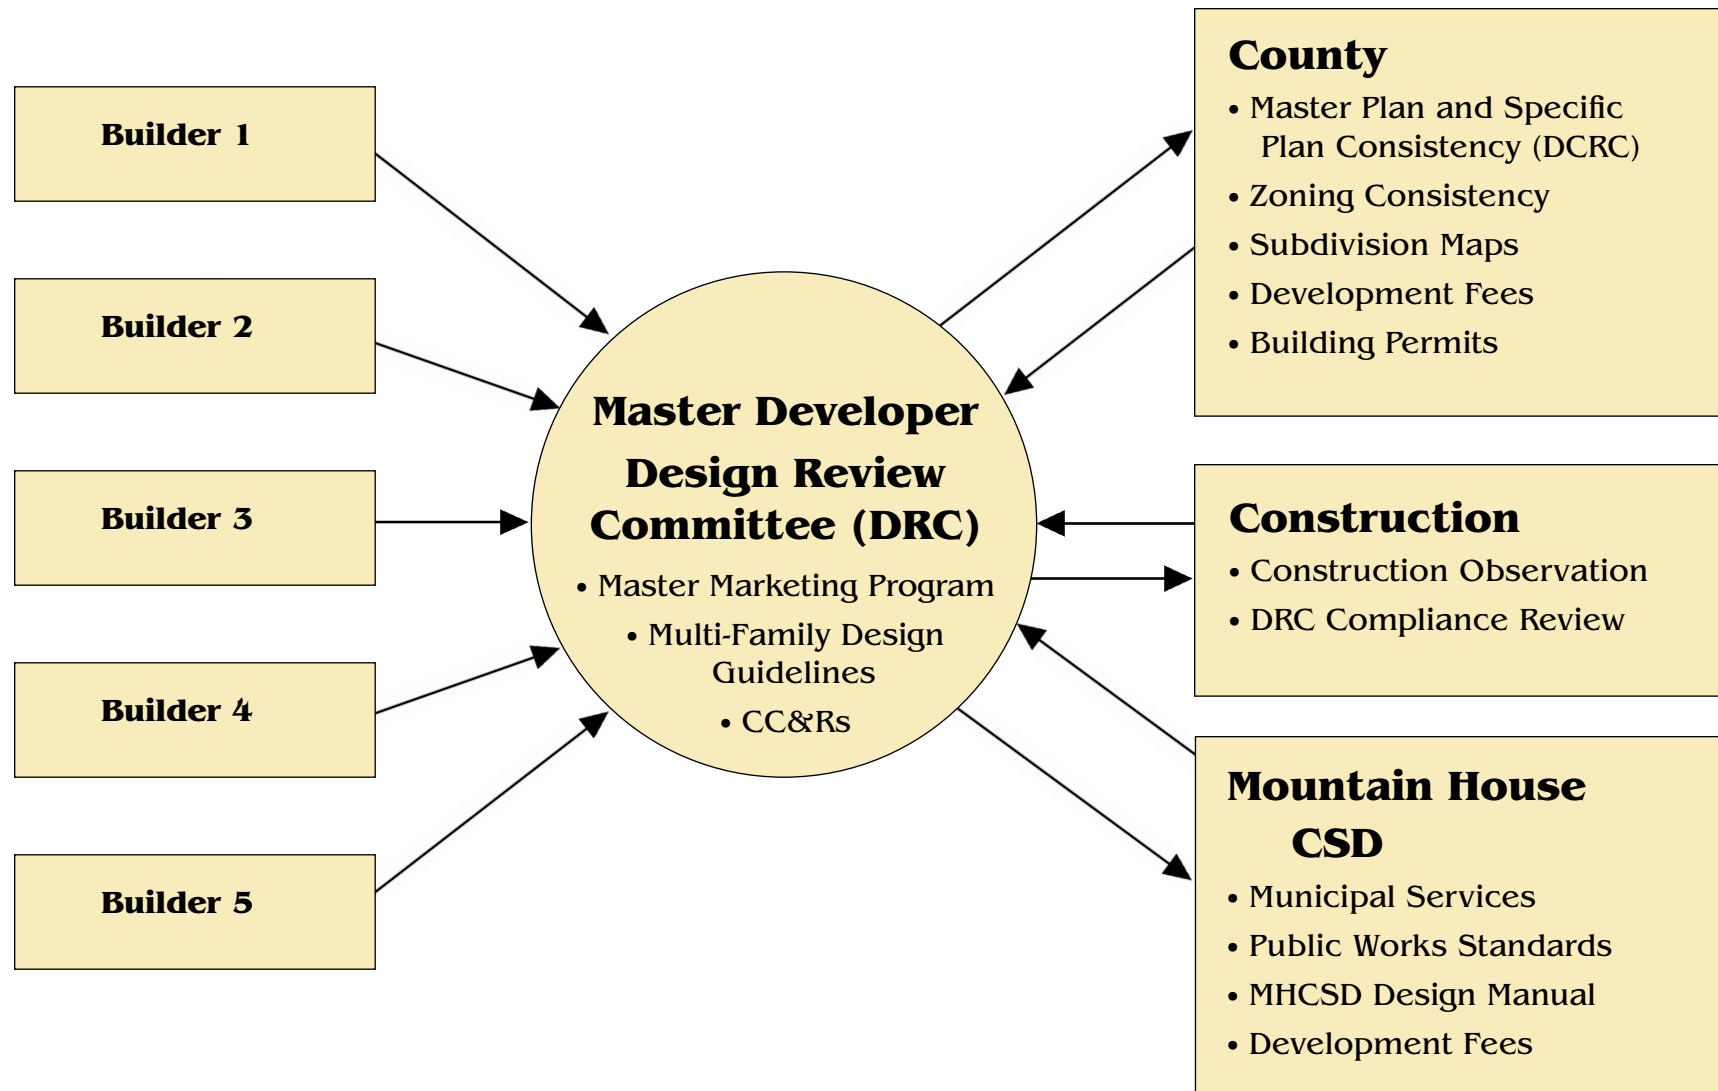 Builder 1
Builder 2
Builder 3
Builder 4
Builder 5
Master Developer
Design Review
Committee (DRC)
• Master Marketing Program
• Multi-Family Design
Guidelines
• CC&Rs
County
• Master Plan and Specific
Plan Consistency (DCRC)
• Zoning Consistency
• Subdivision Maps
• Development Fees
• Building Permits
Construction
• Construction Observation
• DRC Compliance Review
Mountain House
CSD
• Municipal Services
• Public Works Standards
• MHCSD Design Manual
• Development Fees